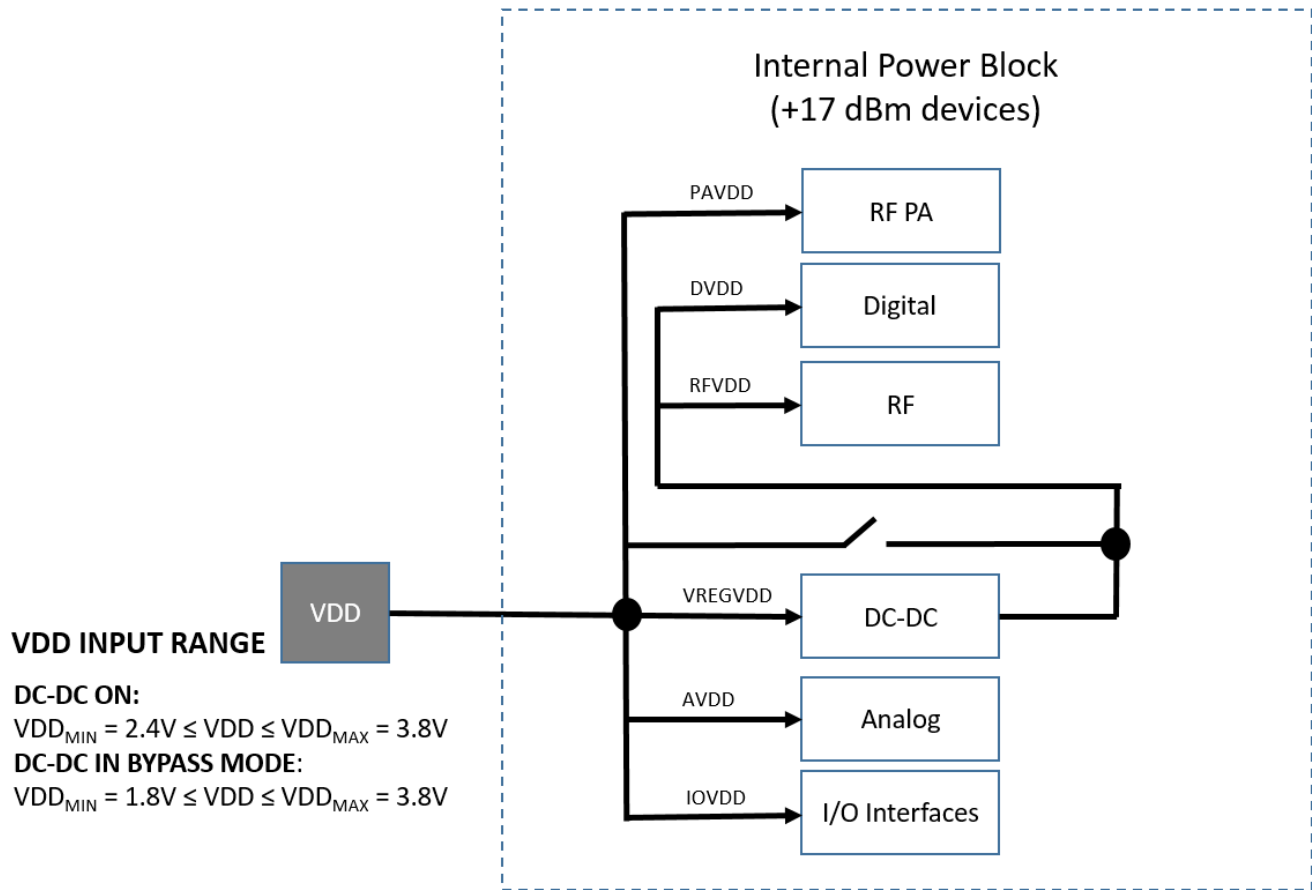 Internal Power Block
(+17 dBm devices)
PAVDD
RF PA
DVDD
Digital
RFVDD
RF
VDD
VREGVDD
DC-DC
AVDD
Analog
IOVDD
I/O Interfaces
VDD INPUT RANGE
DC-DC ON:
VDDMIN = 2.4V ≤ VDD ≤ VDDMAX = 3.8V
DC-DC IN BYPASS MODE:
VDDMIN = 1.8V ≤ VDD ≤ VDDMAX = 3.8V